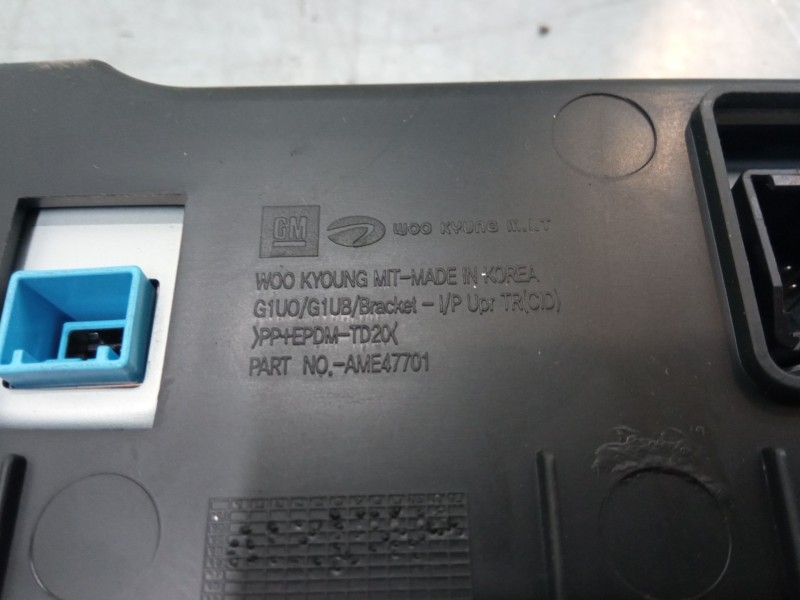 GM WOO KYUNG M.I.T
WOO KYOUNG MIT-MADE IN KOREA
G1UO/G1UB/Bracket - I/P Upr TR(C.D)
>PP+EPDM-TD20<
PART NO.-AME47701